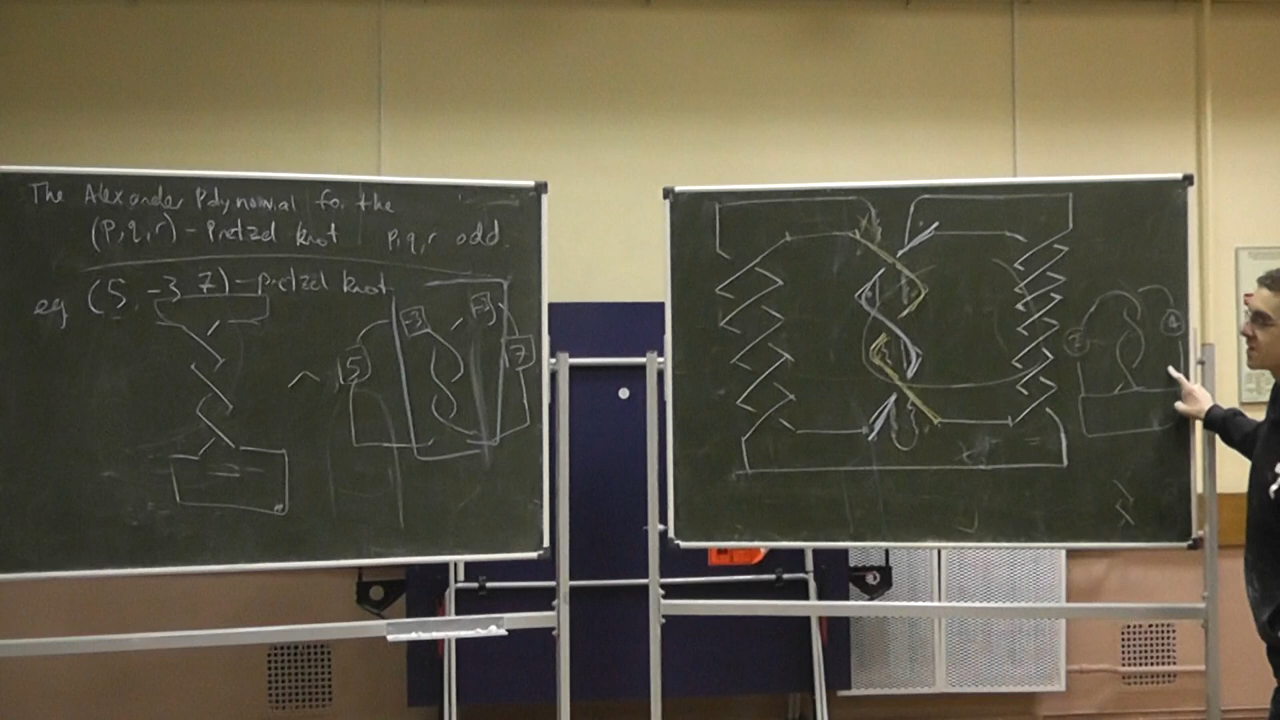 The Alexander Polynomial for the
(p,q,r) - Pretzel knot p,q,r odd.
eg (5, -3, 7) - pretzel knot.
5 -3 -3 7